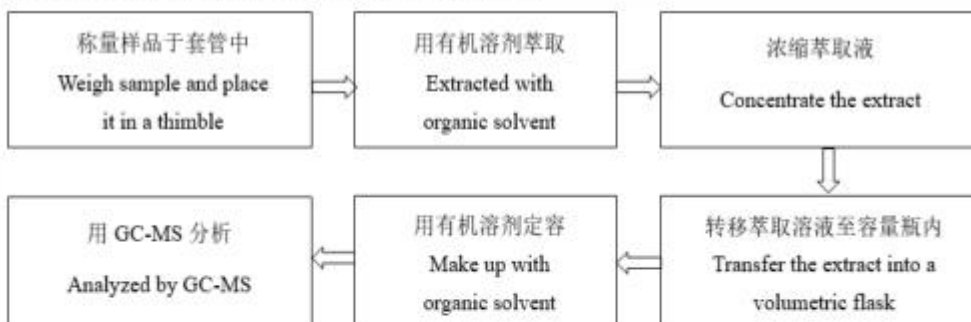 称量样品于套管中
Weigh sample and place
it in a thimble
用有机溶剂萃取
Extracted with
organic solvent
浓缩萃取液
Concentrate the extract
转移萃取溶液至容量瓶内
Transfer the extract into a
volumetric flask
用有机溶剂定容
Make up with
organic solvent
用 GC-MS 分析
Analyzed by GC-MS